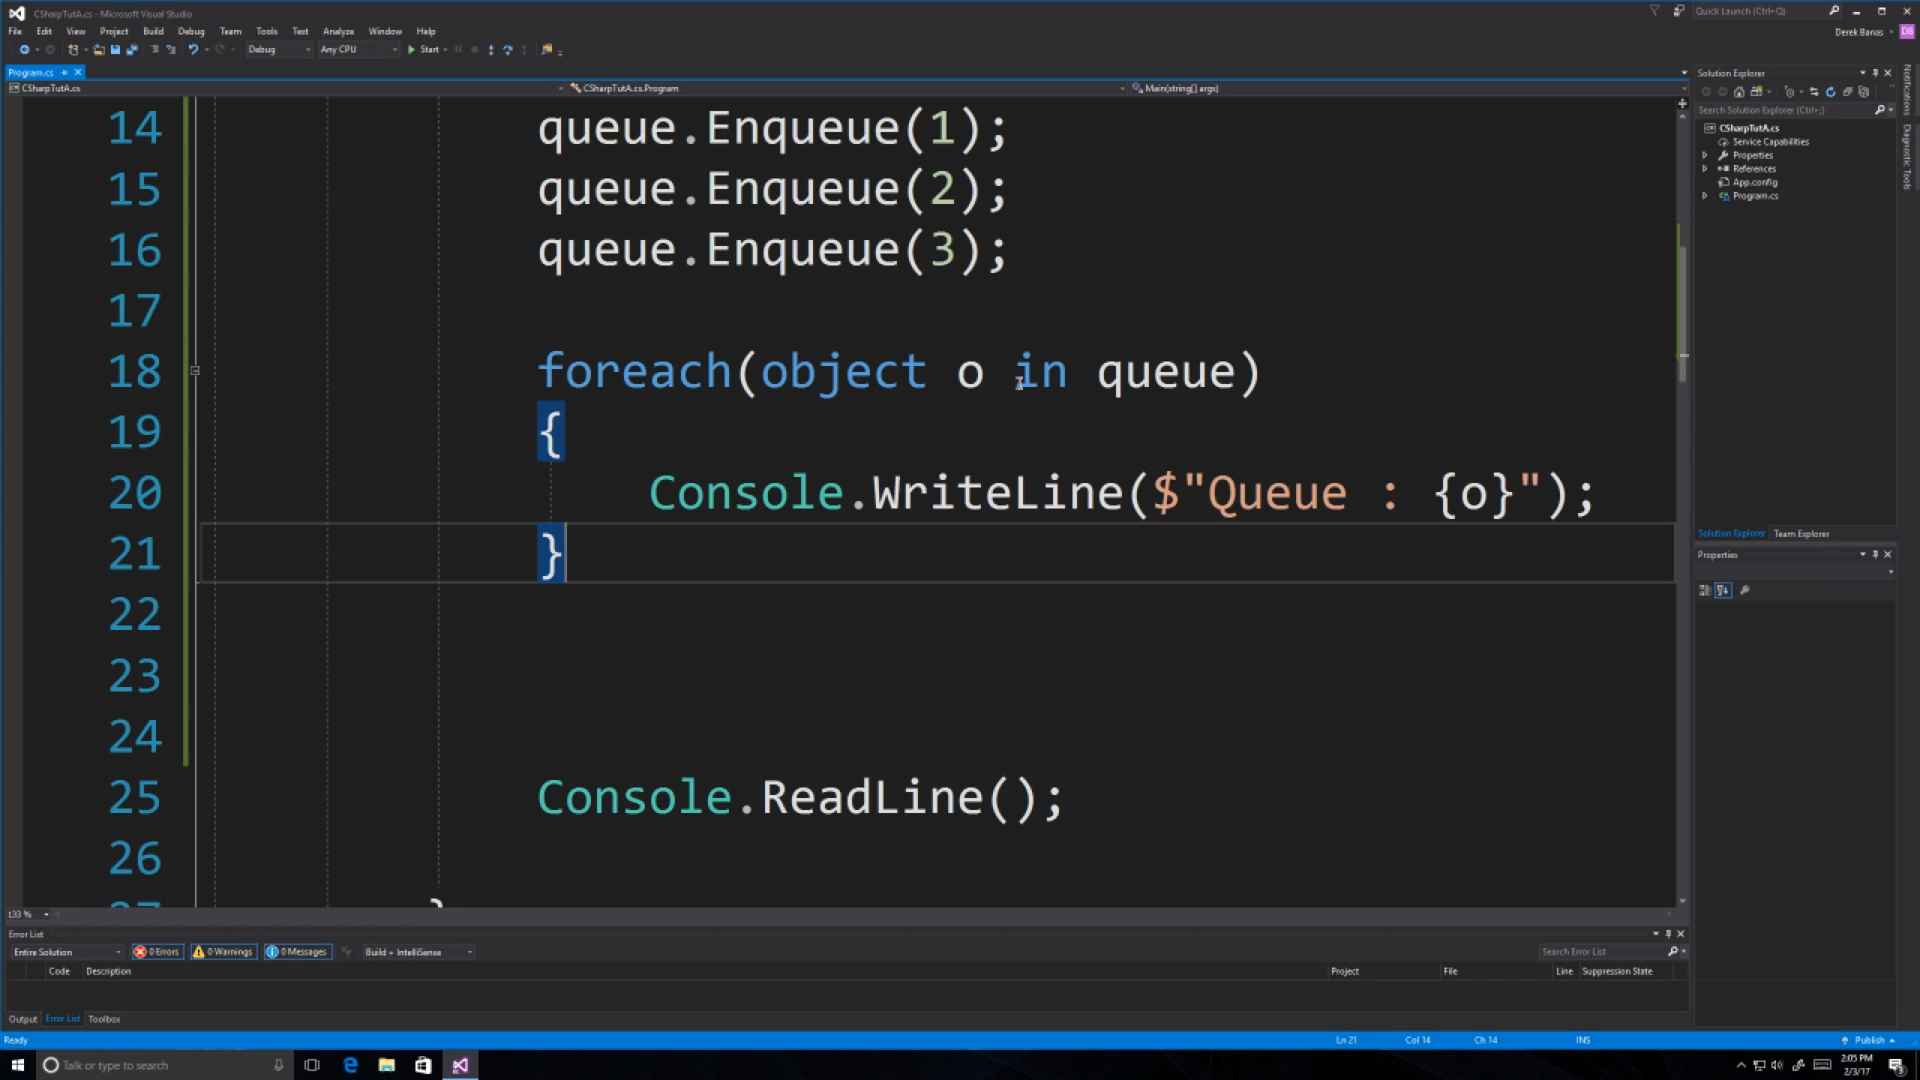 CSharpTutA.cs - Microsoft Visual Studio
Quick Launch (Ctrl+Q)
File Edit View Project Build Debug Team Tools Test Analyze Window Help
Derek Banas DB
Debug Any CPU Start
Program.cs
CSharpTutA.cs CSharpTutA.cs.Program Main(string[] args)
14 queue.Enqueue(1);
15 queue.Enqueue(2);
16 queue.Enqueue(3);
17
18 foreach(object o in queue)
19 {
20 Console.WriteLine($"Queue : {o}");
21 }
22
23
24
25 Console.ReadLine();
26
27 }
133 %
Solution Explorer
Search Solution Explorer (Ctrl+;)
CSharpTutA.cs
Service Capabilities
Properties
References
App.config
Program.cs
Solution Explorer Team Explorer
Properties
Notifications
Diagnostic Tools
Error List
Entire Solution 0 Errors 0 Warnings 0 Messages Build + IntelliSense Search Error List
Code Description Project File Line Suppression State
Output Error List Toolbox
Ready Ln 21 Col 14 Ch 14 INS Publish
Talk or type to search
2:05 PM
2/3/17